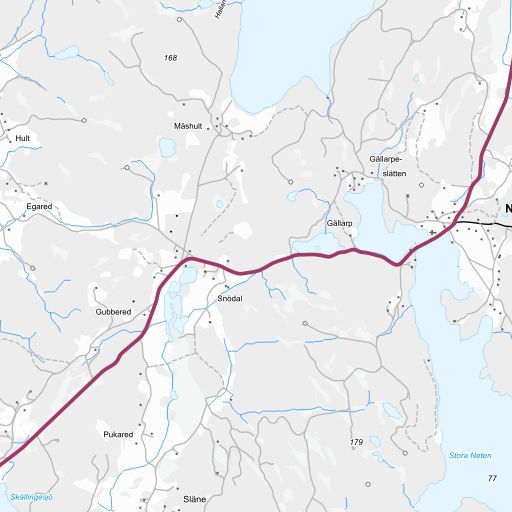 168
Måshult
Hult
Gällarpe-
slätten
Egared
N
Gällarp
Snödal
Gubbered
Pukared
179
Stora Neten
77
Skällingesjö
Släne